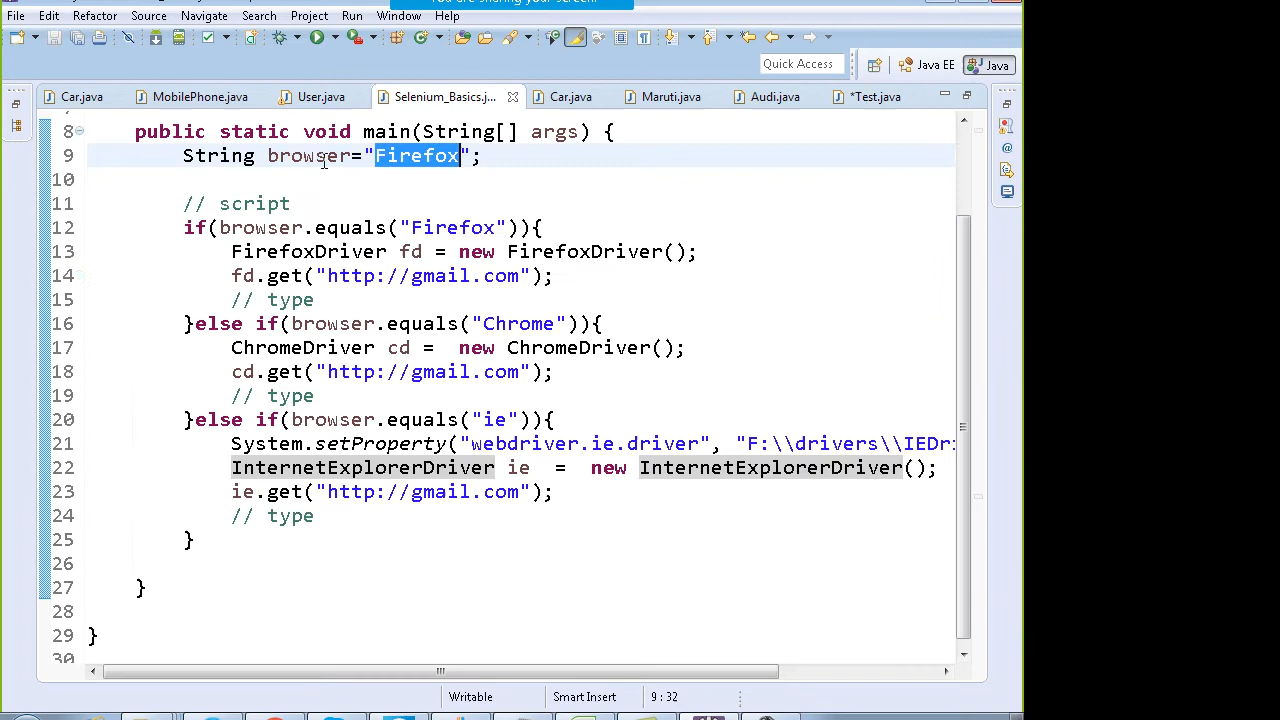 You are sharing your screen.
File Edit Refactor Source Navigate Search Project Run Window Help
Quick Access Java EE Java
Car.java MobilePhone.java User.java Selenium_Basics.j... Car.java Maruti.java Audi.java *Test.java
8 public static void main(String[] args) {
9 String browser="Firefox";
10
11 // script
12 if(browser.equals("Firefox")){
13 FirefoxDriver fd = new FirefoxDriver();
14 fd.get("http://gmail.com");
15 // type
16 }else if(browser.equals("Chrome")){
17 ChromeDriver cd = new ChromeDriver();
18 cd.get("http://gmail.com");
19 // type
20 }else if(browser.equals("ie")){
21 System.setProperty("webdriver.ie.driver", "F:\\drivers\\IEDri
22 InternetExplorerDriver ie = new InternetExplorerDriver();
23 ie.get("http://gmail.com");
24 // type
25 }
26
27 }
28
29 }
30
Writable Smart Insert 9 : 32